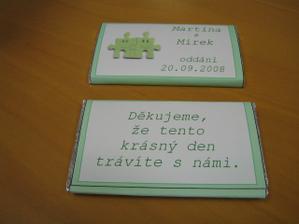 Martina
a
Mirek
oddáni
20.09.2008
Děkujeme,
že tento
krásný den
trávíte s námi.